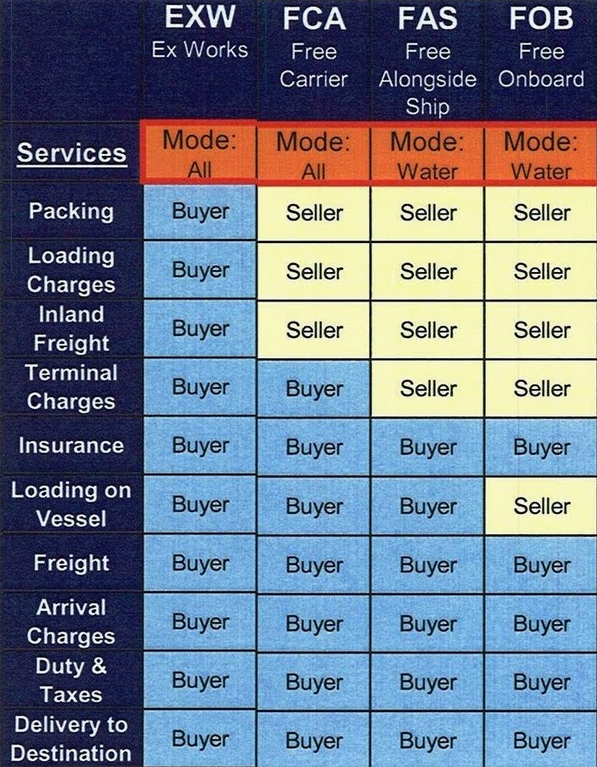 EXW FCA FAS FOB
Ex Works Free Free Free
Carrier Alongside Onboard
Ship
Services Mode: Mode: Mode: Mode:
All All Water Water
Packing Buyer Seller Seller Seller
Loading
Charges Buyer Seller Seller Seller
Inland
Freight Buyer Seller Seller Seller
Terminal
Charges Buyer Buyer Seller Seller
Insurance Buyer Buyer Buyer Buyer
Loading on
Vessel Buyer Buyer Buyer Seller
Freight Buyer Buyer Buyer Buyer
Arrival
Charges Buyer Buyer Buyer Buyer
Duty &
Taxes Buyer Buyer Buyer Buyer
Delivery to
Destination Buyer Buyer Buyer Buyer